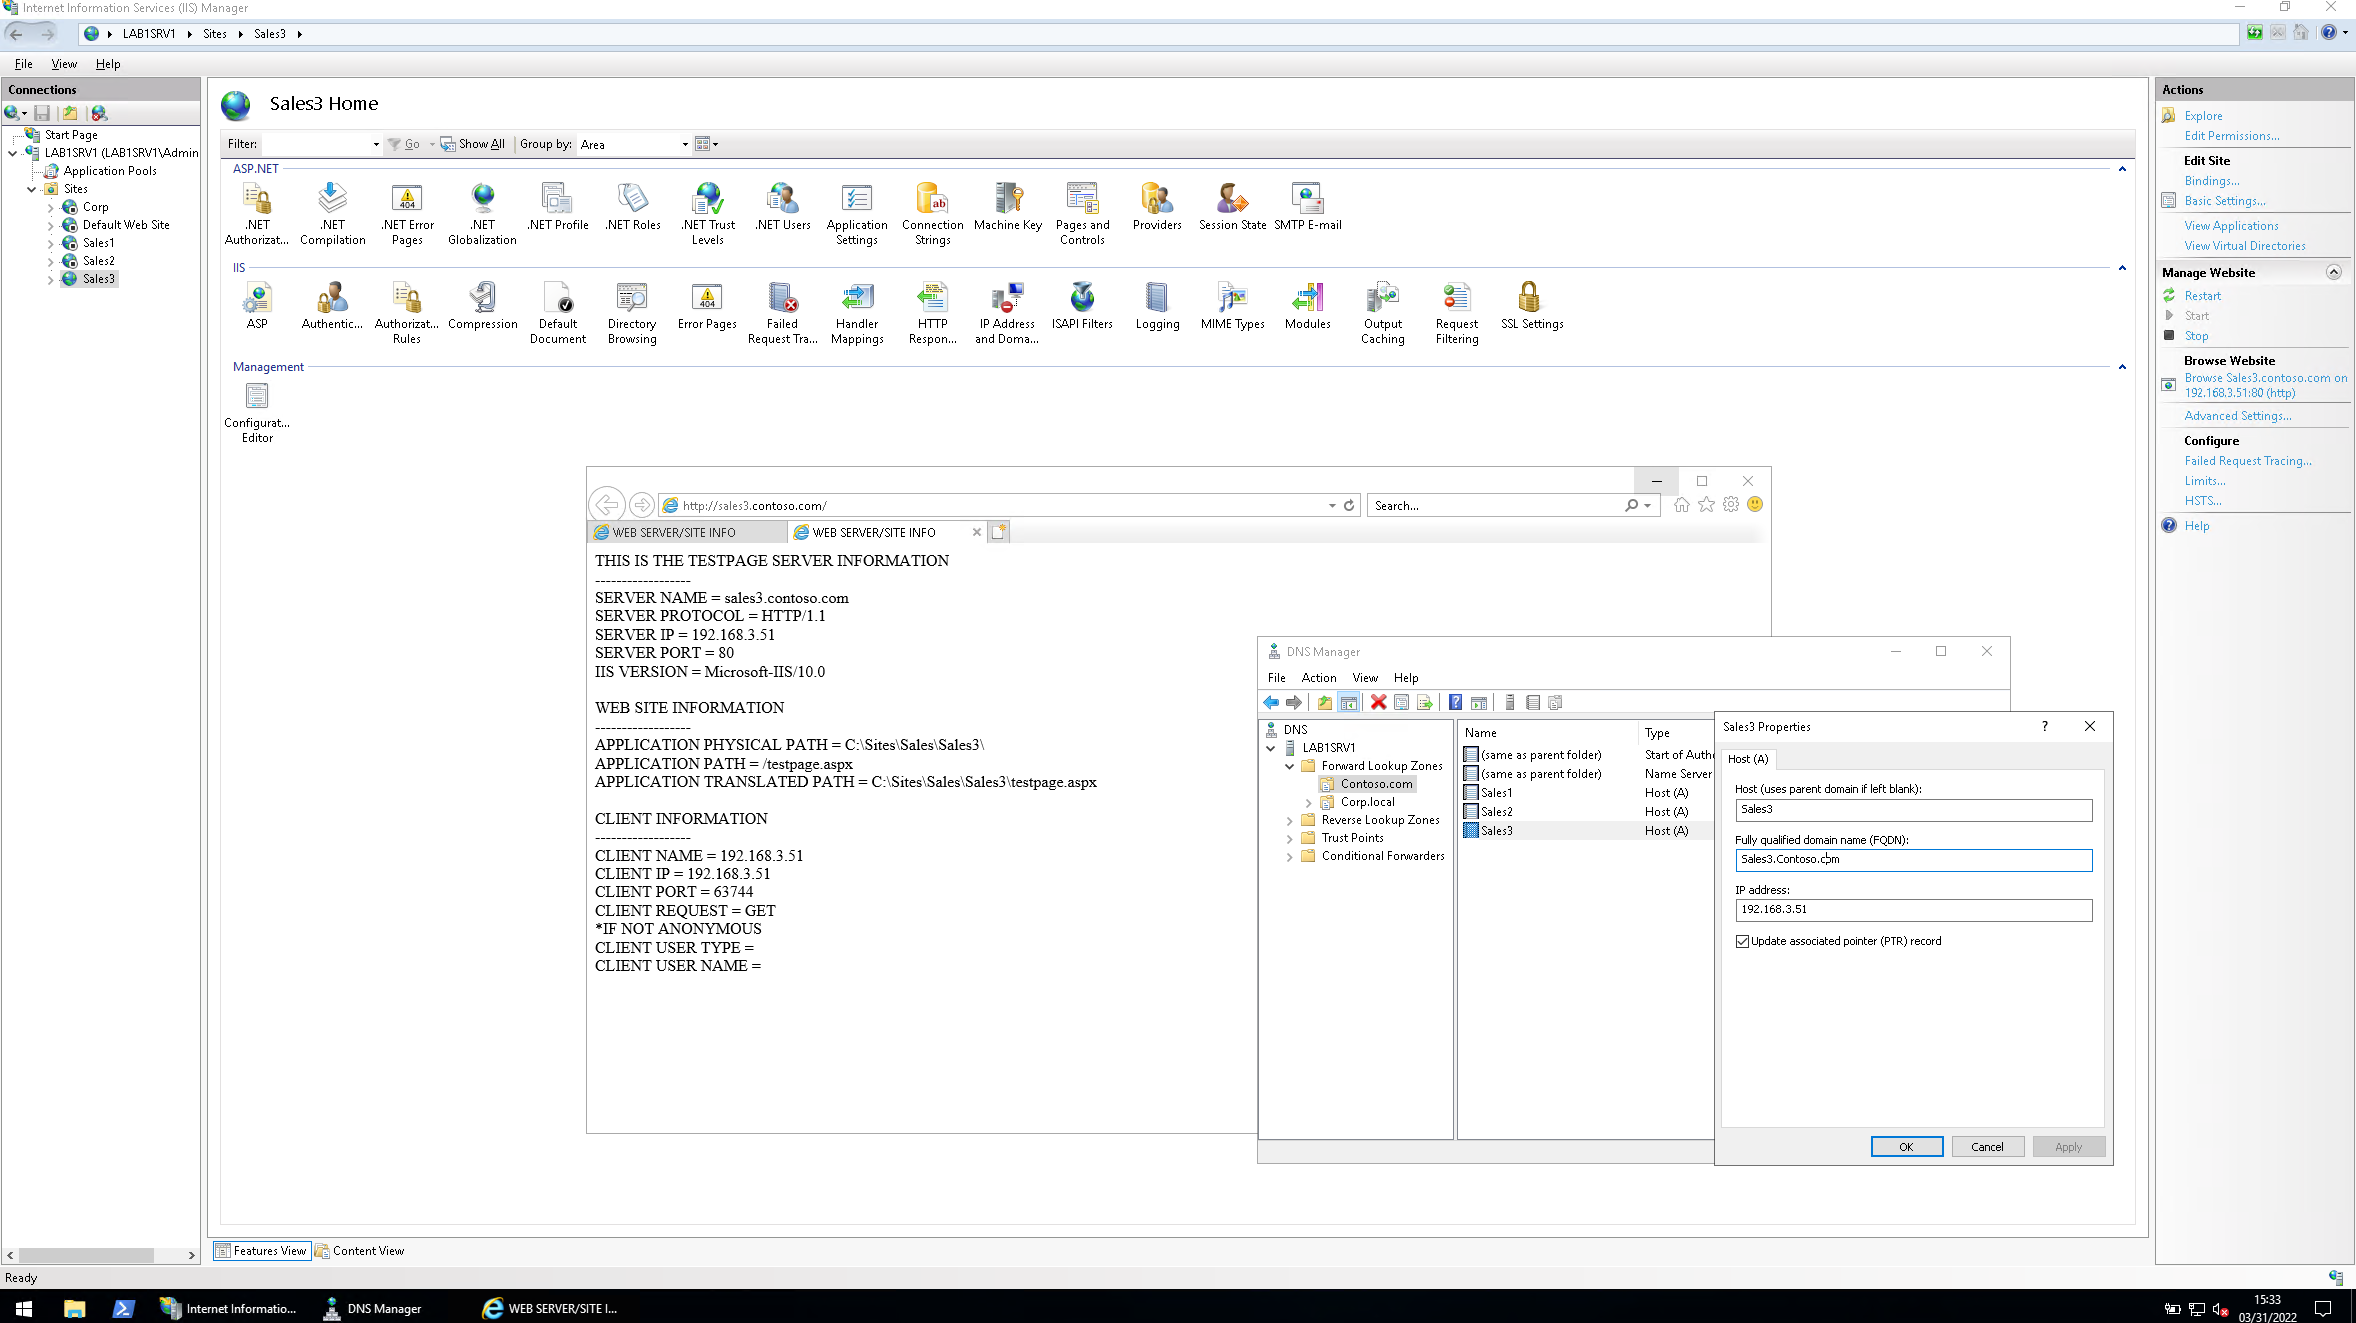 Internet Information Services (IIS) Manager
LAB1SRV1 Sites Sales3
File View Help
Connections
Start Page
LAB1SRV1 (LAB1SRV1\Admin
Application Pools
Sites
Corp
Default Web Site
Sales1
Sales2
Sales3
Sales3 Home
Filter: Go Show All Group by: Area
ASP.NET
.NET Authorizat...
.NET Compilation
.NET Error Pages
.NET Globalization
.NET Profile
.NET Roles
.NET Trust Levels
.NET Users
Application Settings
Connection Strings
Machine Key
Pages and Controls
Providers
Session State
SMTP E-mail
IIS
ASP
Authentic...
Authorizat... Rules
Compression
Default Document
Directory Browsing
Error Pages
Failed Request Tra...
Handler Mappings
HTTP Respon...
IP Address and Doma...
ISAPI Filters
Logging
MIME Types
Modules
Output Caching
Request Filtering
SSL Settings
Management
Configurat... Editor
Features View Content View
Ready
Actions
Explore
Edit Permissions...
Edit Site
Bindings...
Basic Settings...
View Applications
View Virtual Directories
Manage Website
Restart
Start
Stop
Browse Website
Browse Sales3.contoso.com on
192.168.3.51:80 (http)
Advanced Settings...
Configure
Failed Request Tracing...
Limits...
HSTS...
Help
http://sales3.contoso.com/ Search...
WEB SERVER/SITE INFO WEB SERVER/SITE INFO
THIS IS THE TESTPAGE SERVER INFORMATION
------------------
SERVER NAME = sales3.contoso.com
SERVER PROTOCOL = HTTP/1.1
SERVER IP = 192.168.3.51
SERVER PORT = 80
IIS VERSION = Microsoft-IIS/10.0
WEB SITE INFORMATION
------------------
APPLICATION PHYSICAL PATH = C:\Sites\Sales\Sales3\
APPLICATION PATH = /testpage.aspx
APPLICATION TRANSLATED PATH = C:\Sites\Sales\Sales3\testpage.aspx
CLIENT INFORMATION
------------------
CLIENT NAME = 192.168.3.51
CLIENT IP = 192.168.3.51
CLIENT PORT = 63744
CLIENT REQUEST = GET
*IF NOT ANONYMOUS
CLIENT USER TYPE =
CLIENT USER NAME =
DNS Manager
File Action View Help
DNS
LAB1SRV1
Forward Lookup Zones
Contoso.com
Corp.local
Reverse Lookup Zones
Trust Points
Conditional Forwarders
Name Type
(same as parent folder) Start of Autho
(same as parent folder) Name Server
Sales1 Host (A)
Sales2 Host (A)
Sales3 Host (A)
Sales3 Properties ?
Host (A)
Host (uses parent domain if left blank):
Sales3
Fully qualified domain name (FQDN):
Sales3.Contoso.com
IP address:
192.168.3.51
Update associated pointer (PTR) record
OK Cancel Apply
Internet Informatio... DNS Manager WEB SERVER/SITE I...
15:33
03/31/2022